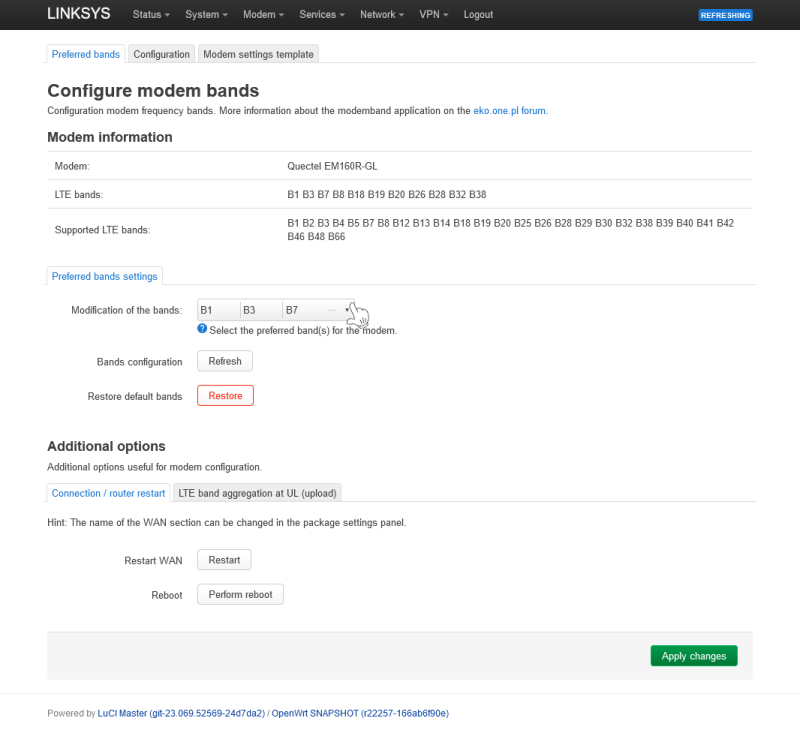 LINKSYS Status System Modem Services Network VPN Logout REFRESHING
Preferred bands Configuration Modem settings template
Configure modem bands
Configuration modem frequency bands. More information about the modemband application on the eko.one.pl forum.
Modem information
Modem: Quectel EM160R-GL
LTE bands: B1 B3 B7 B8 B18 B19 B20 B26 B28 B32 B38
Supported LTE bands: B1 B2 B3 B4 B5 B7 B8 B12 B13 B14 B18 B19 B20 B25 B26 B28 B29 B30 B32 B38 B39 B40 B41 B42
B46 B48 B66
Preferred bands settings
Modification of the bands: B1 B3 B7 ...
Select the preferred band(s) for the modem.
Bands configuration Refresh
Restore default bands Restore
Additional options
Additional options useful for modem configuration.
Connection / router restart LTE band aggregation at UL (upload)
Hint: The name of the WAN section can be changed in the package settings panel.
Restart WAN Restart
Reboot Perform reboot
Apply changes
Powered by LuCI Master (git-23.069.52569-24d7da2) / OpenWrt SNAPSHOT (r22257-166ab6f90e)